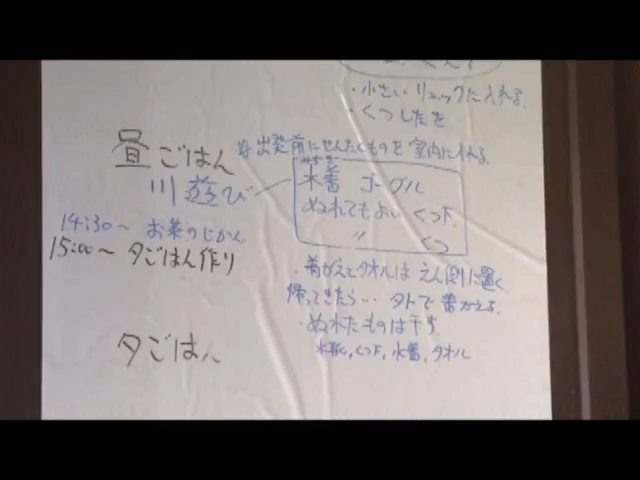 ・小さい リュックに入れる。
・くつしたを
昼ごはん
出発前にせんたくものを 室内に入れる。
川遊び
水着 ゴーグル
ぬれてもよい くつ下.
〃 くつ
14:30〜 お茶のじかん
15:00〜 夕ごはん作り
・着がえとタオルは えん側に置く
帰ってきたら… 外で 着がえる
・ぬれたものは干す
くつ下, 水着, タオル
夕ごはん